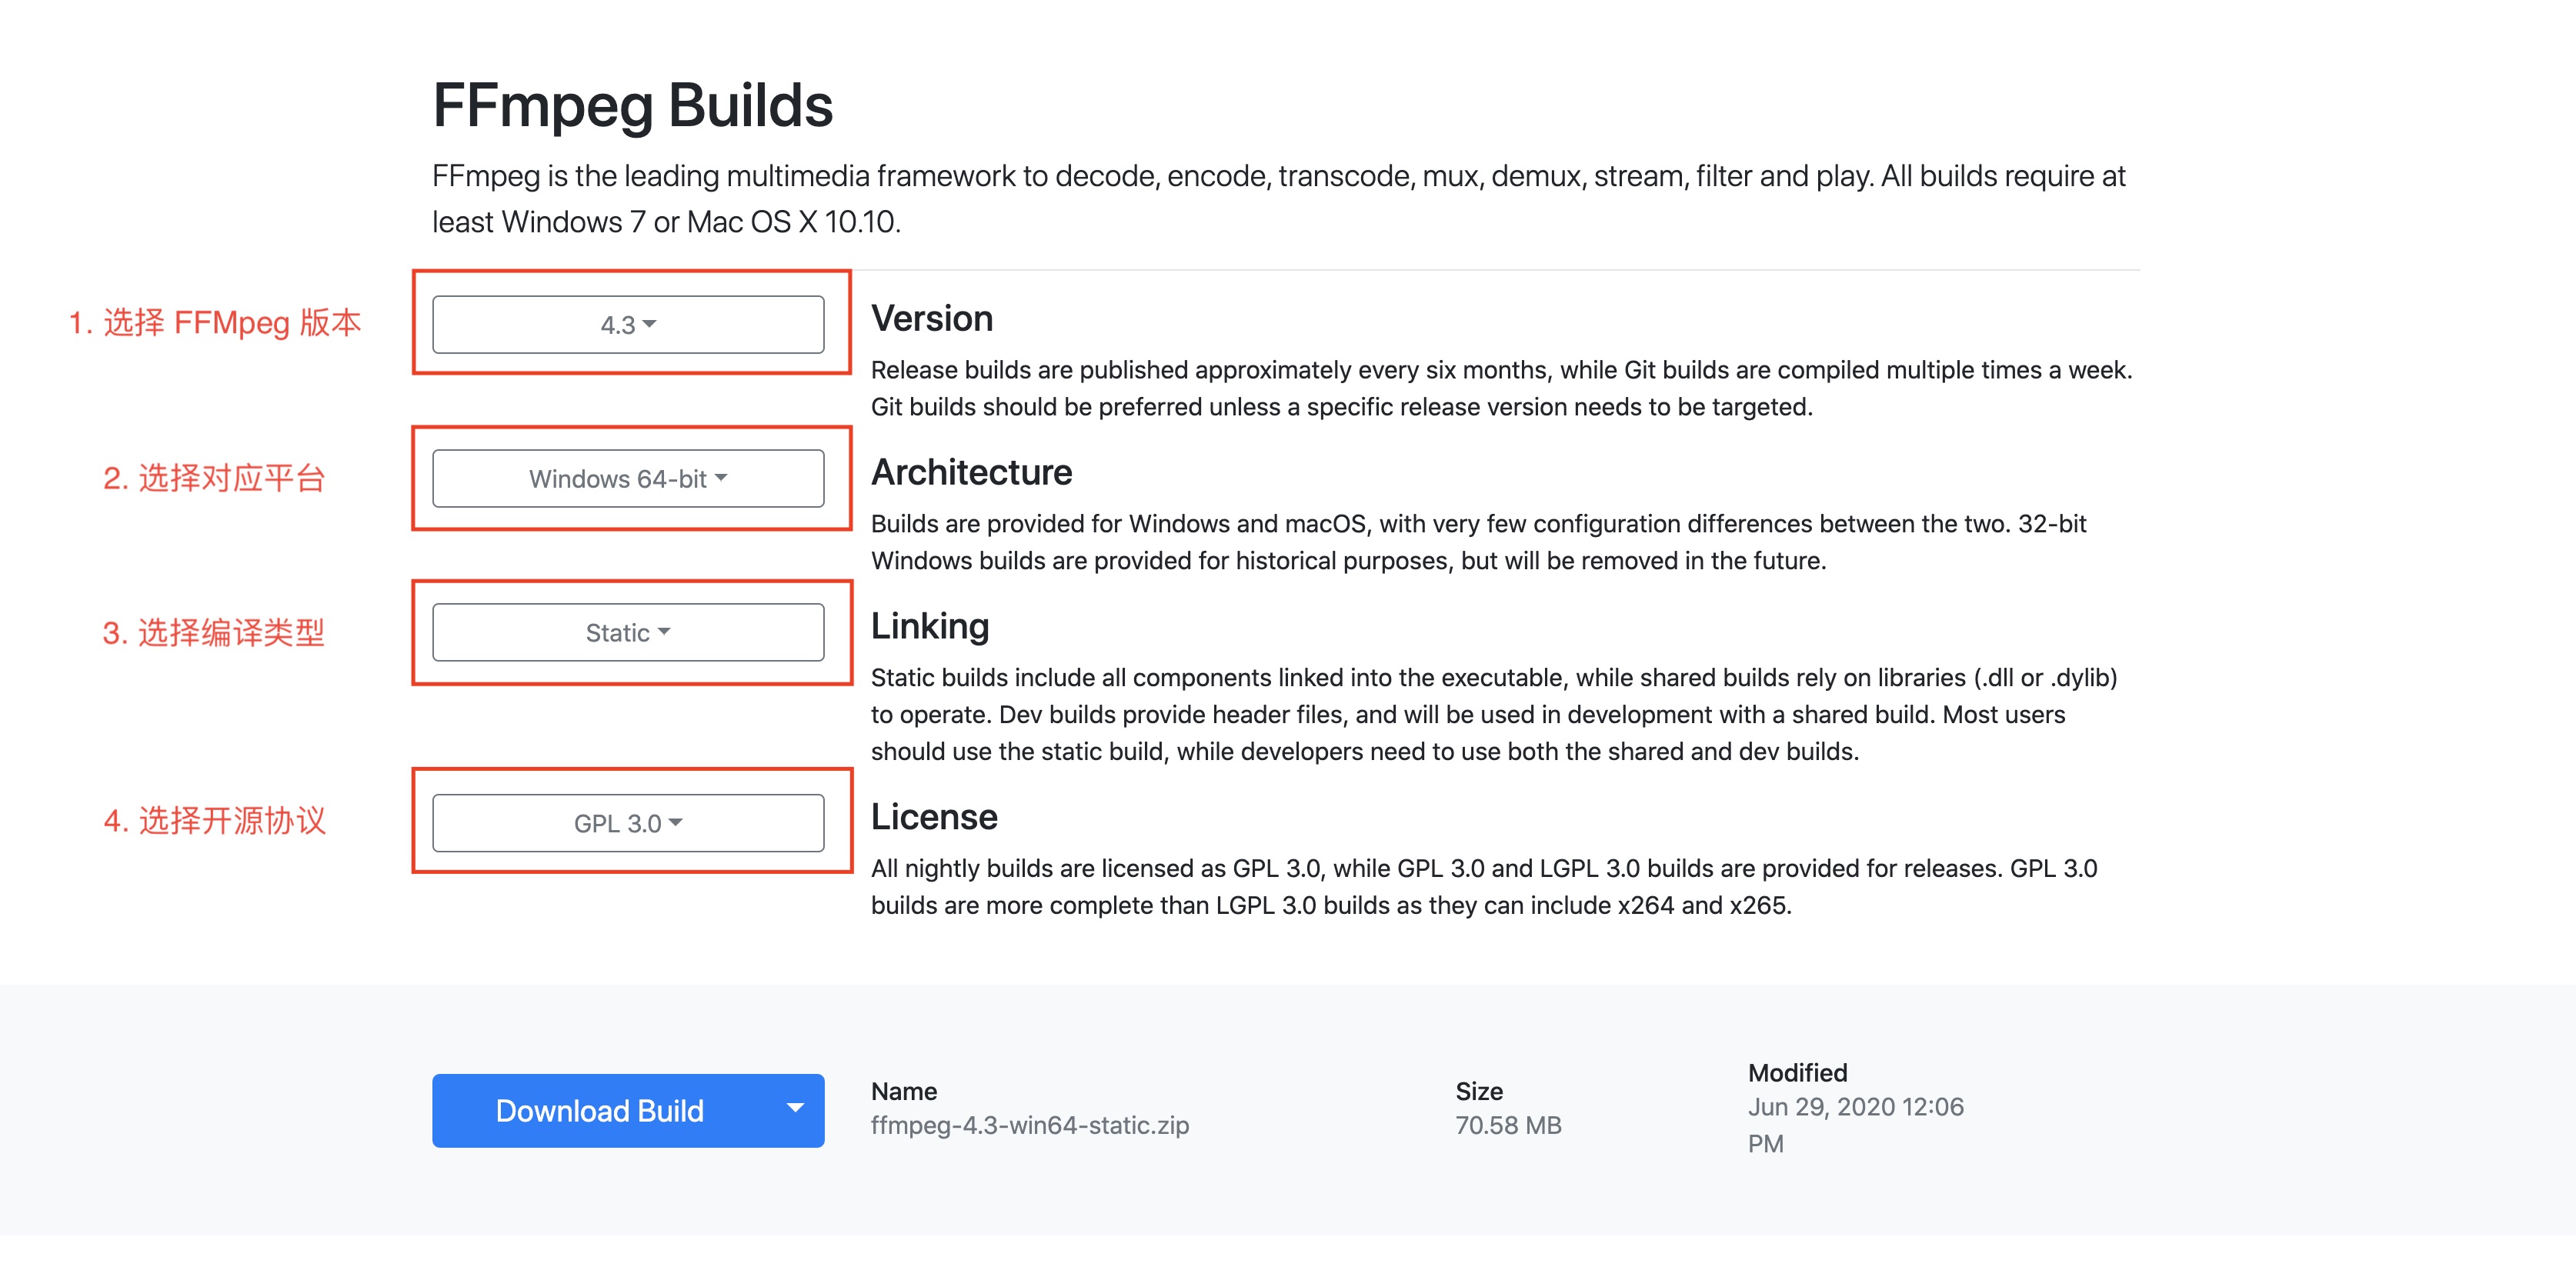 FFmpeg Builds
FFmpeg is the leading multimedia framework to decode, encode, transcode, mux, demux, stream, filter and play. All builds require at
least Windows 7 or Mac OS X 10.10.
1. 选择 FFMpeg 版本
4.3
Version
Release builds are published approximately every six months, while Git builds are compiled multiple times a week.
Git builds should be preferred unless a specific release version needs to be targeted.
2. 选择对应平台
Windows 64-bit
Architecture
Builds are provided for Windows and macOS, with very few configuration differences between the two. 32-bit
Windows builds are provided for historical purposes, but will be removed in the future.
3. 选择编译类型
Static
Linking
Static builds include all components linked into the executable, while shared builds rely on libraries (.dll or .dylib)
to operate. Dev builds provide header files, and will be used in development with a shared build. Most users
should use the static build, while developers need to use both the shared and dev builds.
4. 选择开源协议
GPL 3.0
License
All nightly builds are licensed as GPL 3.0, while GPL 3.0 and LGPL 3.0 builds are provided for releases. GPL 3.0
builds are more complete than LGPL 3.0 builds as they can include x264 and x265.
Download Build
Name
ffmpeg-4.3-win64-static.zip
Size
70.58 MB
Modified
Jun 29, 2020 12:06
PM